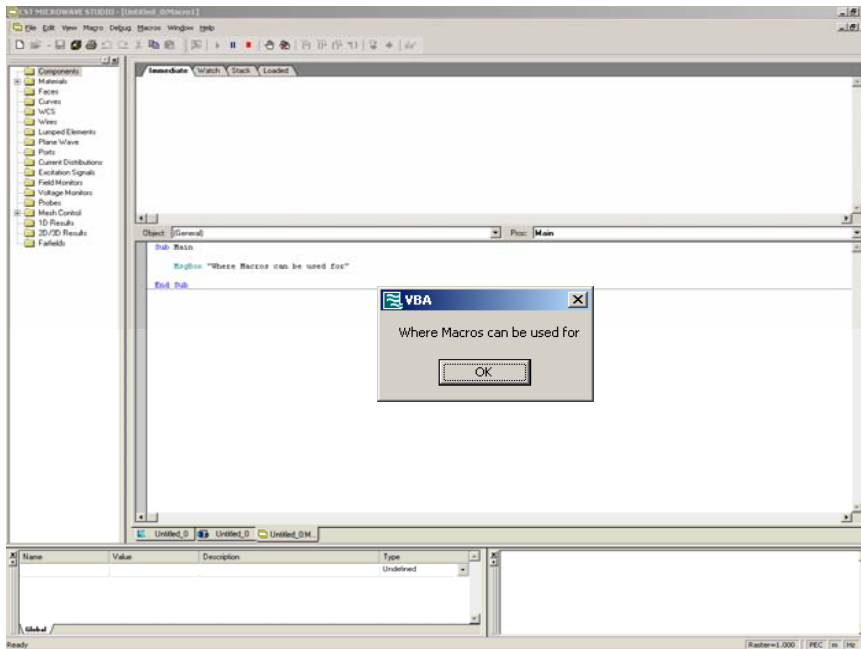 CST MICROWAVE STUDIO - [Untitled_0:Macro1]
File Edit View Macro Debug Macros Window Help
Immediate Watch Stack Loaded
Components
Materials
Faces
Curves
WCS
Wires
Lumped Elements
Plane Wave
Ports
Current Distributions
Excitation Signals
Field Monitors
Voltage Monitors
Probes
Mesh Control
1D Results
2D/3D Results
Farfields
Object: (General) Proc: Main
Sub Main
MsgBox "Where Macros can be used for"
End Sub
VBA
Where Macros can be used for
OK
Untitled_0 Untitled_0 Untitled_0:M...
Name Value Description Type
Undefined
Global
Ready Raster=1.000 PEC m Hz